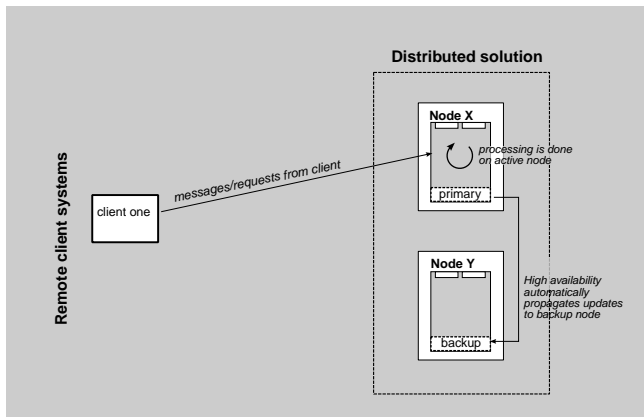 Distributed solution
Remote client systems
client one
messages/requests from client
Node X
processing is done
on active node
primary
Node Y
High availability
automatically
propagates updates
to backup node
backup